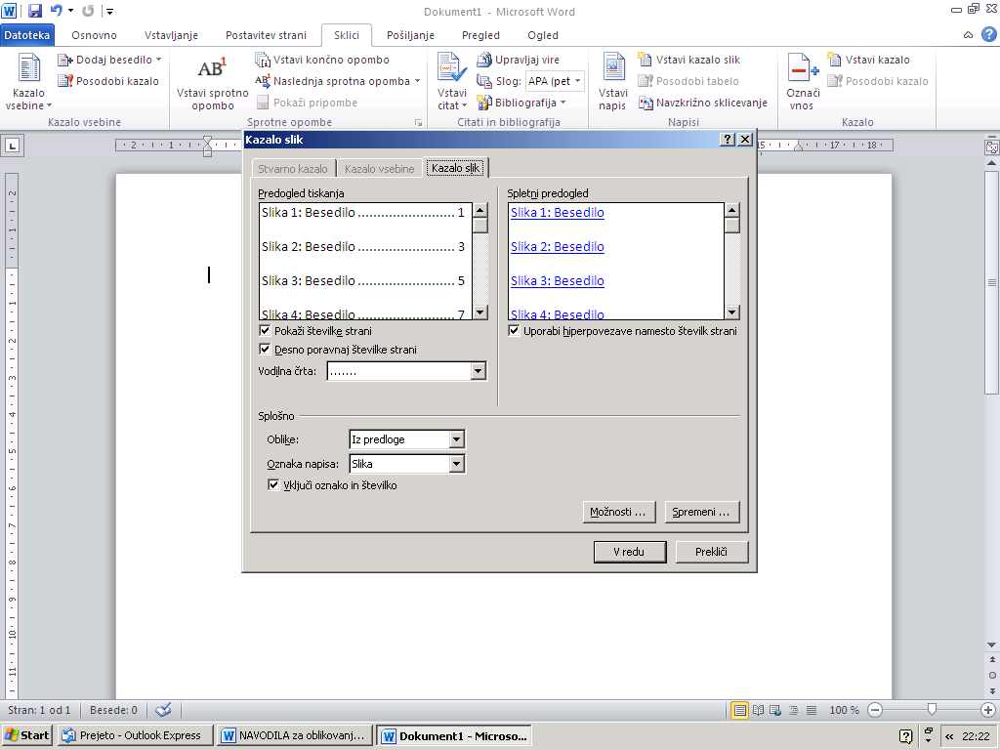 Dokument1 - Microsoft Word
Datoteka Osnovno Vstavljanje Postavitev strani Sklici Pošiljanje Pregled Ogled
Kazalo vsebine
Dodaj besedilo
Posodobi kazalo
Kazalo vsebine
AB1
Vstavi sprotno opombo
Vstavi končno opombo
AB1 Naslednja sprotna opomba
Pokaži pripombe
Sprotne opombe
Vstavi citat
Upravljaj vire
Slog: APA (pet
Bibliografija
Citati in bibliografija
Vstavi napis
Vstavi kazalo slik
Posodobi tabelo
Navzkrižno sklicevanje
Napisi
Označi vnos
Vstavi kazalo
Posodobi kazalo
Kazalo
Kazalo slik
Stvarno kazalo Kazalo vsebine Kazalo slik
Predogled tiskanja
Slika 1: Besedilo ............................ 1
Slika 2: Besedilo ............................ 3
Slika 3: Besedilo ............................ 5
Slika 4: Besedilo ............................ 7
Pokaži številke strani
Desno poravnaj številke strani
Vodilna črta: .......
Spletni predogled
Slika 1: Besedilo
Slika 2: Besedilo
Slika 3: Besedilo
Slika 4: Besedilo
Uporabi hiperpovezave namesto številk strani
Splošno
Oblike: Iz predloge
Oznaka napisa: Slika
Vključi oznako in številko
Možnosti ... Spremeni ...
V redu Prekliči
Stran: 1 od 1 Besede: 0 100 %
Start Prejeto - Outlook Express NAVODILA za oblikovanj... Dokument1 - Microso... 22:22